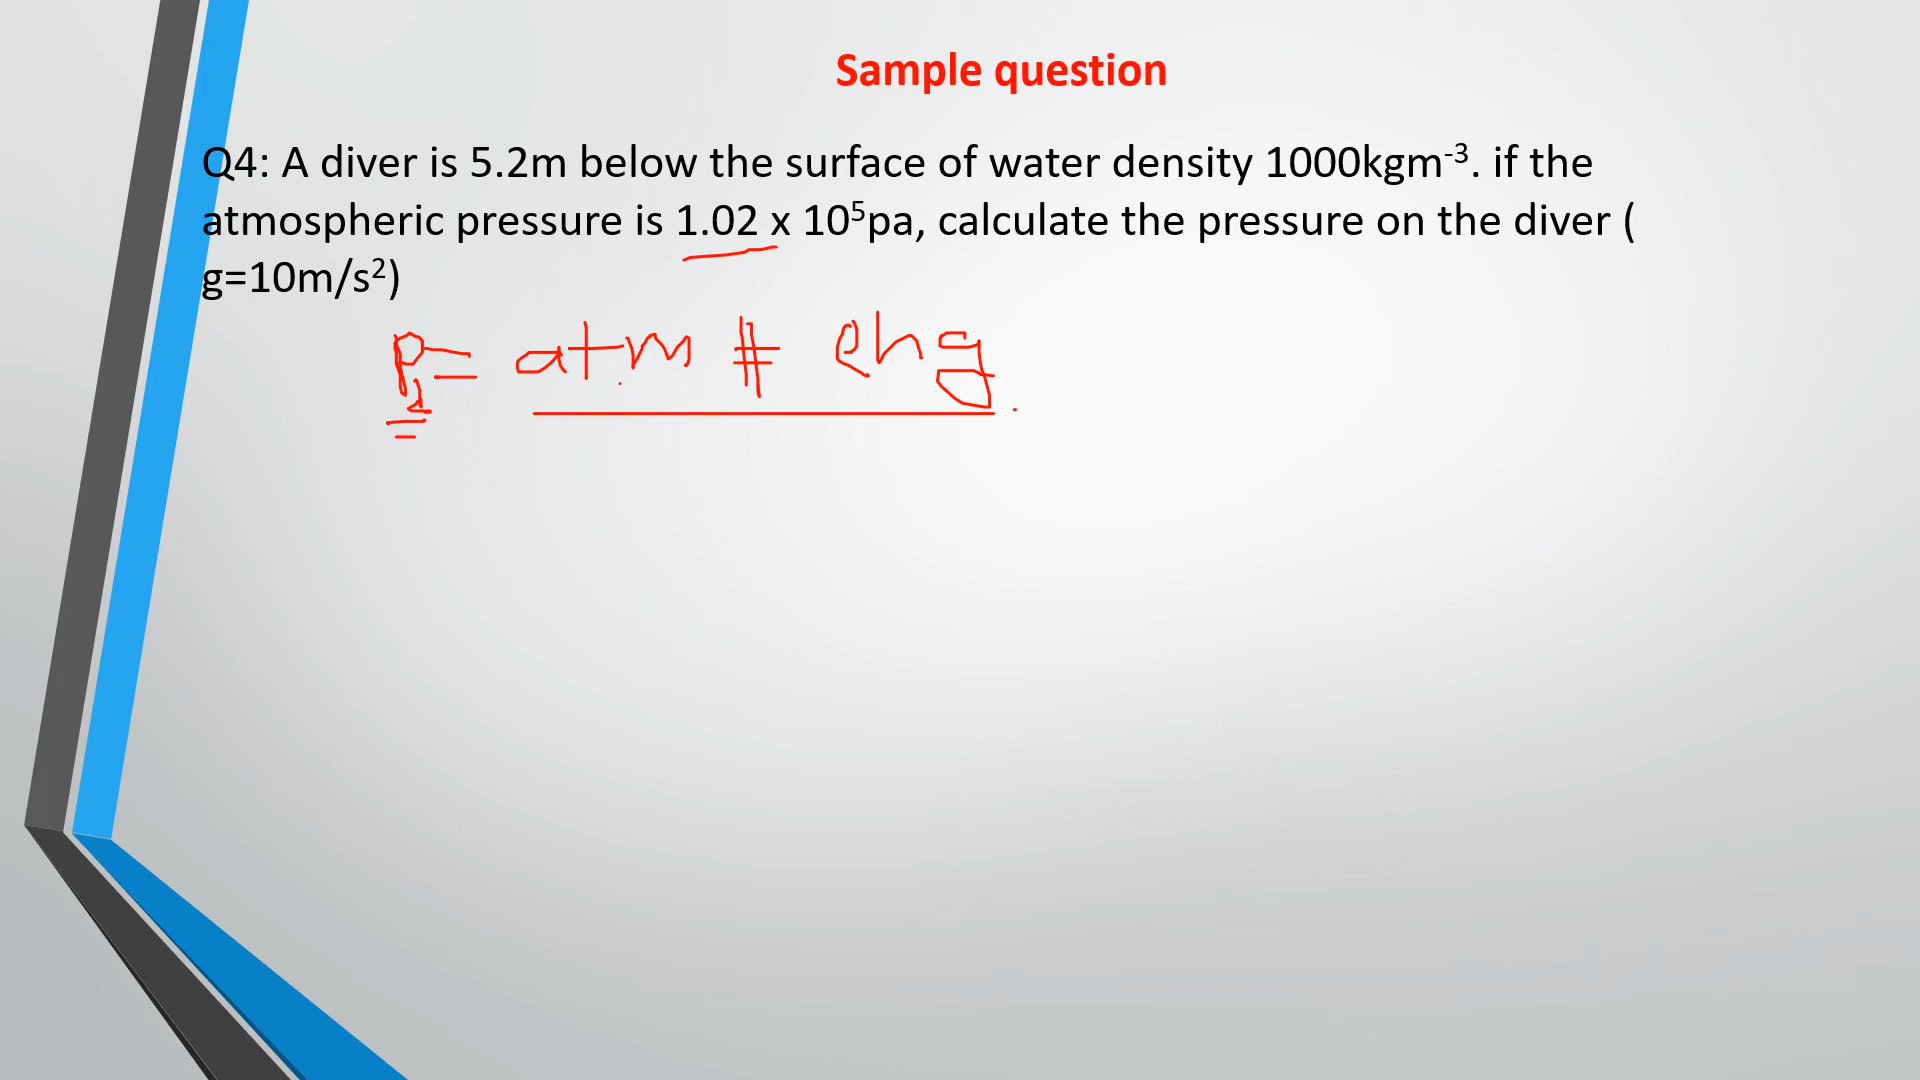 Sample question
Q4: A diver is 5.2m below the surface of water density 1000kgm⁻³. if the
atmospheric pressure is 1.02 x 10⁵pa, calculate the pressure on the diver (
g=10m/s²)
P = atm # ehg